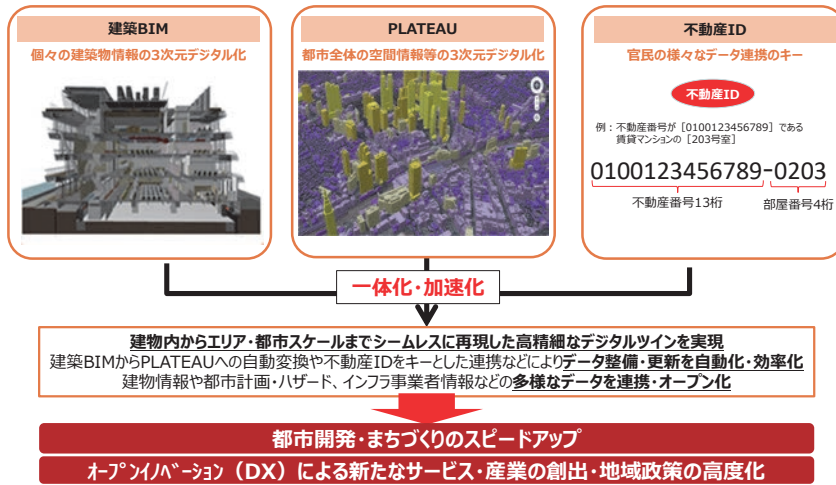 建築BIM
個々の建築物情報の3次元デジタル化
PLATEAU
都市全体の空間情報等の3次元デジタル化
不動産ID
官民の様々なデータ連携のキー
不動産ID
例:不動産番号が[0100123456789]である
賃貸マンションの[203号室]
0100123456789-0203
不動産番号13桁
部屋番号4桁
一体化・加速化
建物内からエリア・都市スケールまでシームレスに再現した高精細なデジタルツインを実現
建築BIMからPLATEAUへの自動変換や不動産IDをキーとした連携などによりデータ整備・更新を自動化・効率化
建物情報や都市計画・ハザード、インフラ事業者情報などの多様なデータを連携・オープン化
都市開発・まちづくりのスピードアップ
オープンイノベーション(DX)による新たなサービス・産業の創出・地域政策の高度化